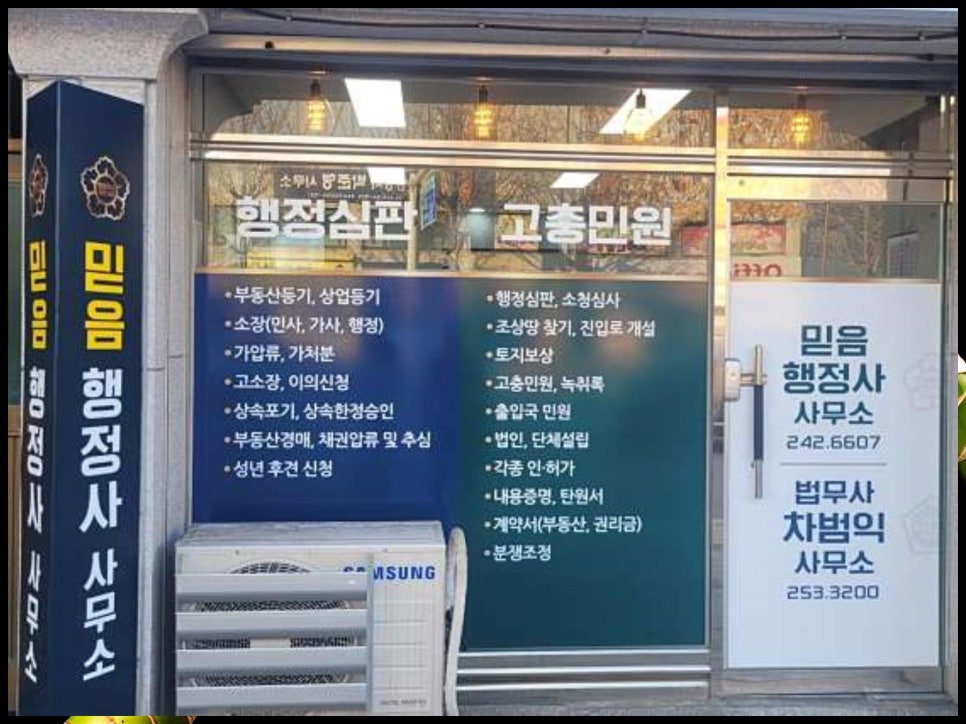 믿음 행정사 사무소
믿음 행정사 사무소
행정심판
고충민원
•부동산등기, 상업등기
•소장(민사, 가사, 행정)
•가압류, 가처분
•고소장, 이의신청
•상속포기, 상속한정승인
•부동산경매, 채권압류 및 추심
•성년 후견 신청
•행정심판, 소청심사
•조상땅 찾기, 진입로 개설
•토지보상
•고충민원, 녹취록
•출입국 민원
•법인, 단체설립
•각종 인·허가
•내용증명, 탄원서
•계약서(부동산, 권리금)
•분쟁조정
믿음
행정사
사무소
242.6607
법무사
차범익
사무소
253.3200
SAMSUNG